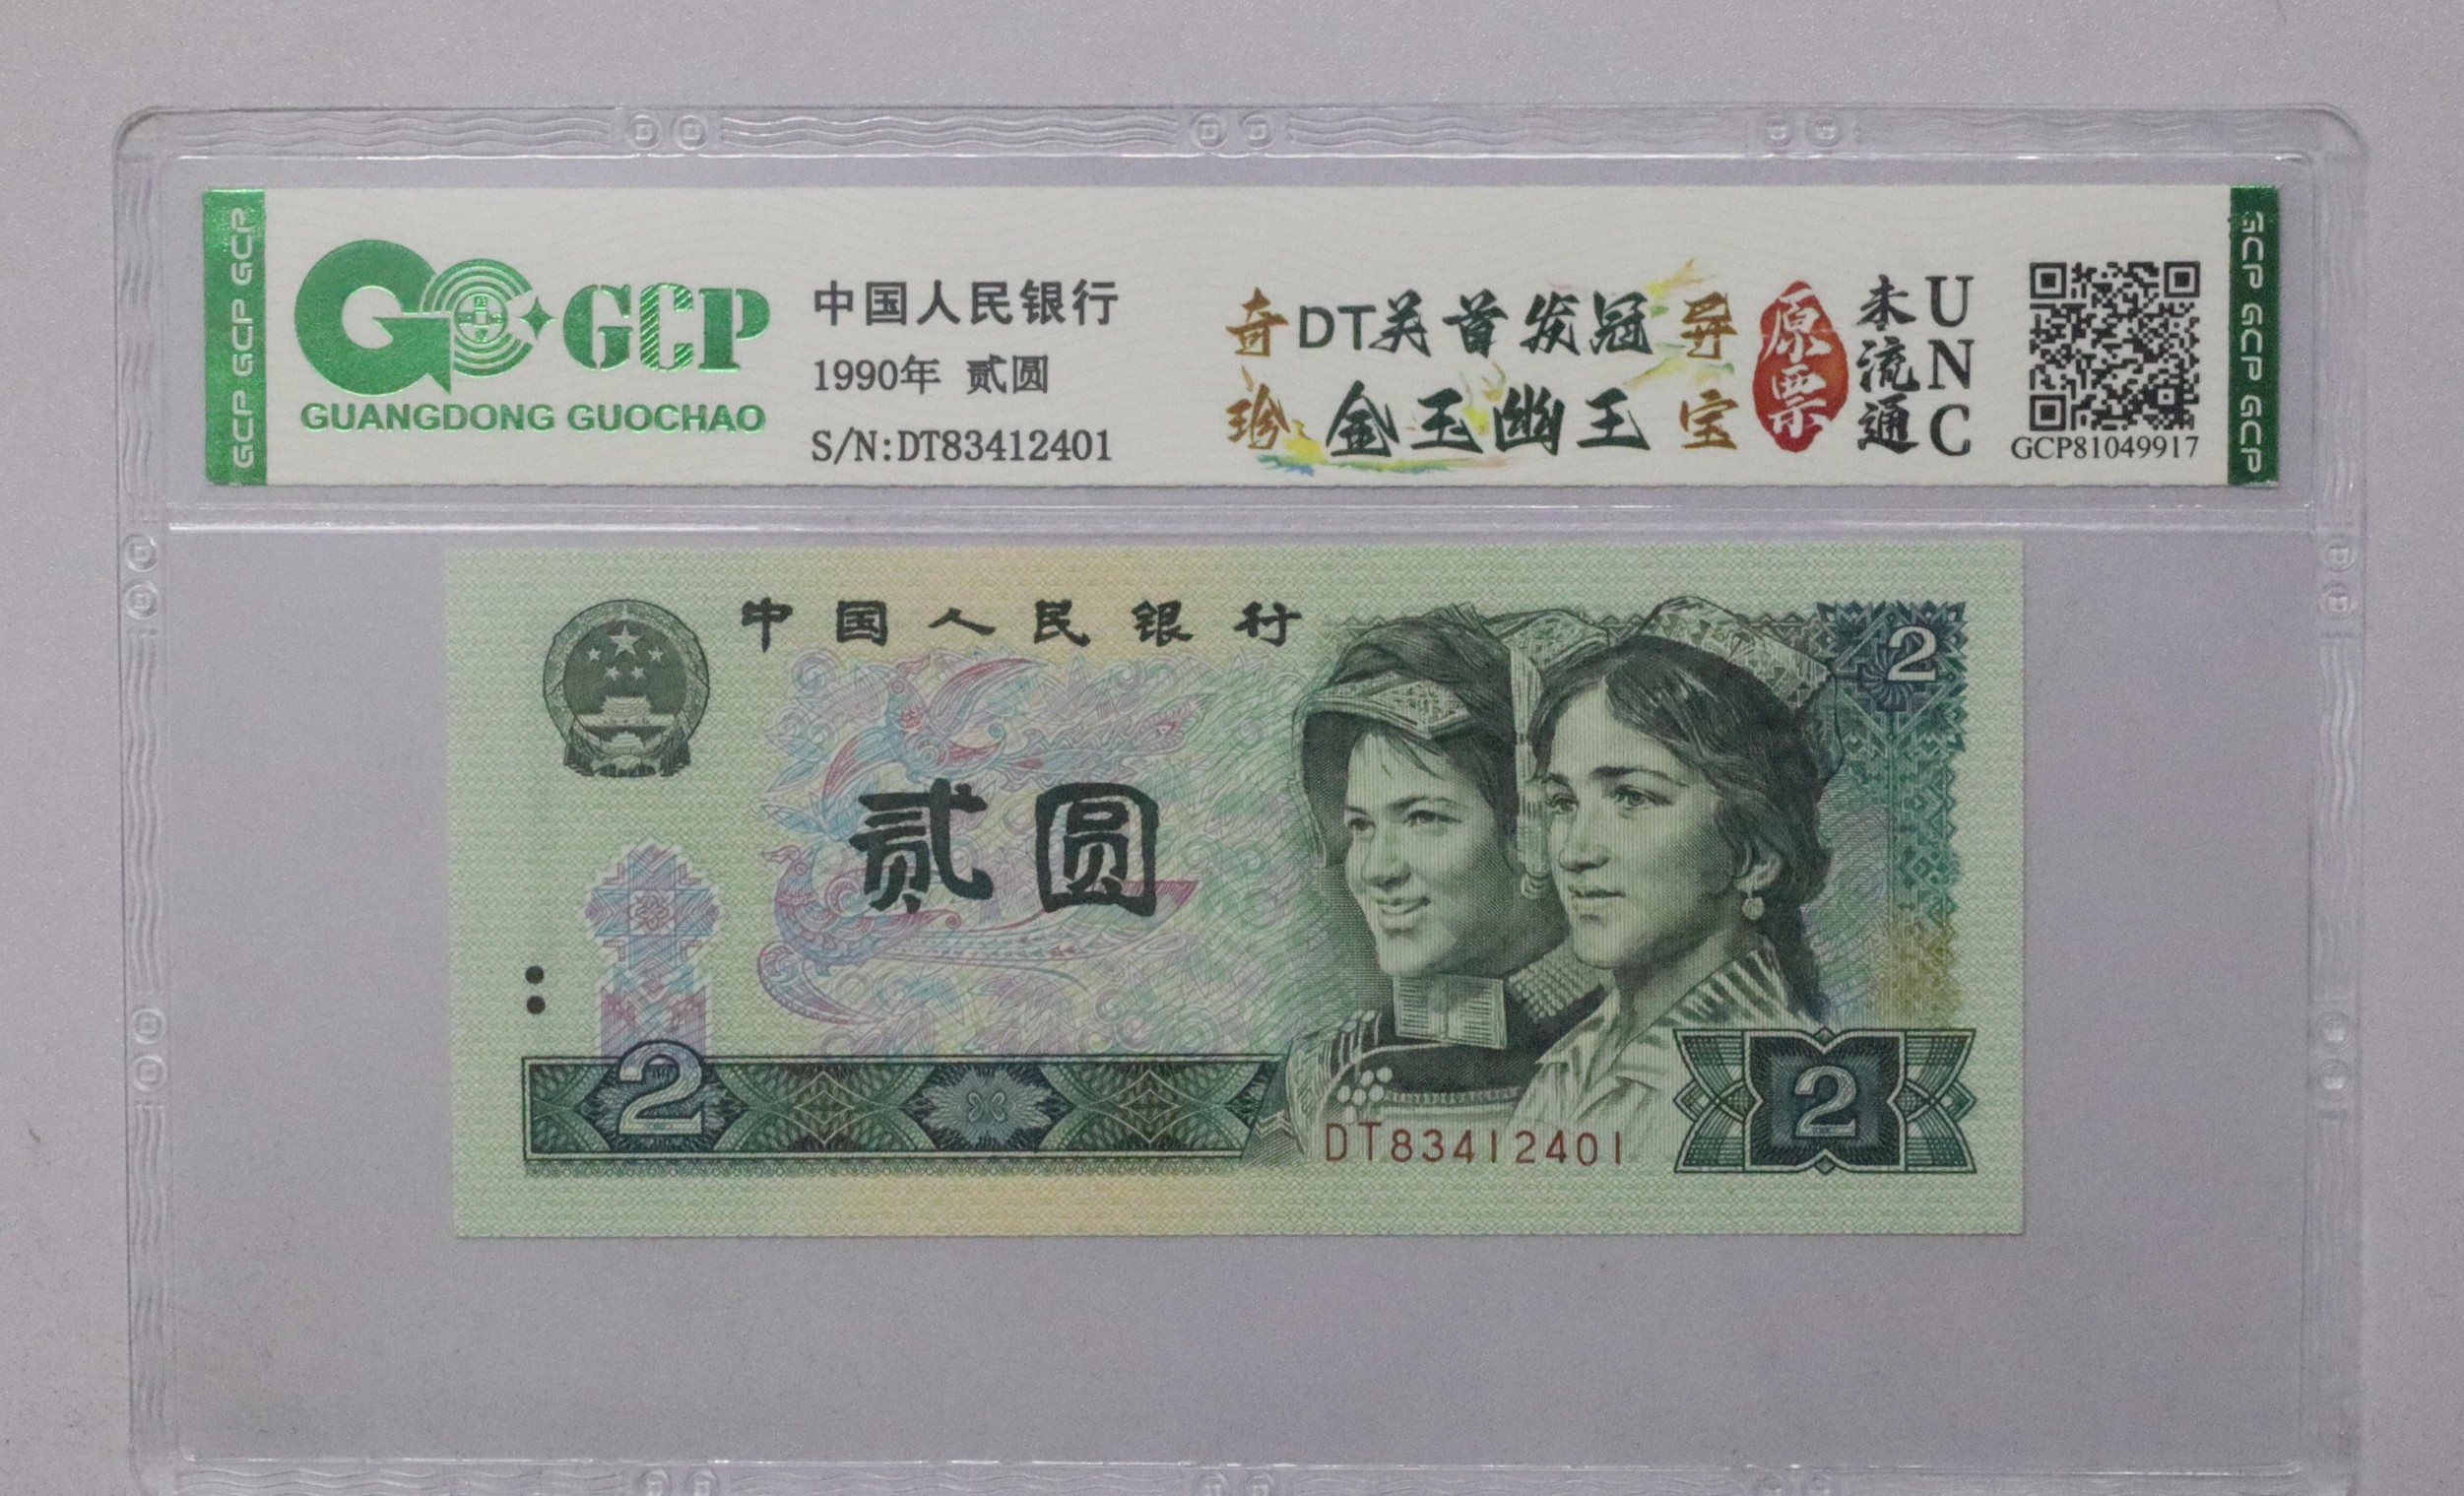 GCP GCP GCP
GCP
GUANGDONG GUOCHAO
中国人民银行
1990年 贰圆
S/N:DT83412401
奇珍
DT关首发冠
金玉幽王
异宝
原票
未流通
UNC
GCP81049917
GCP GCP GCP
中国人民银行
2
贰圆
2
DT83412401
2